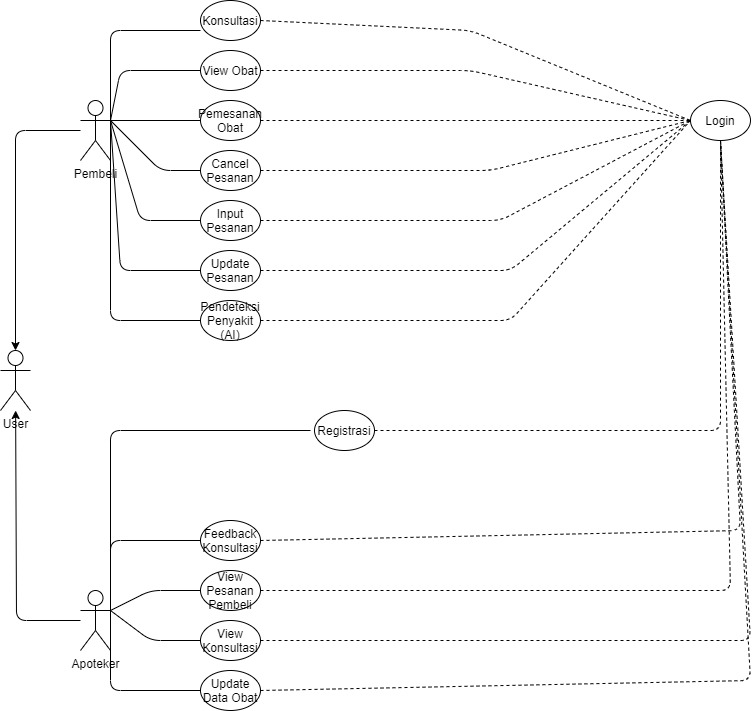 Konsultasi
View Obat
Pemesanan
Obat
Login
Cancel
Pesanan
Pembeli
Input
Pesanan
Update
Pesanan
Pendeteksi
Penyakit
(AI)
User
Registrasi
Feedback
Konsultasi
View
Pesanan
Pembeli
View
Konsultasi
Apoteker
Update
Data Obat